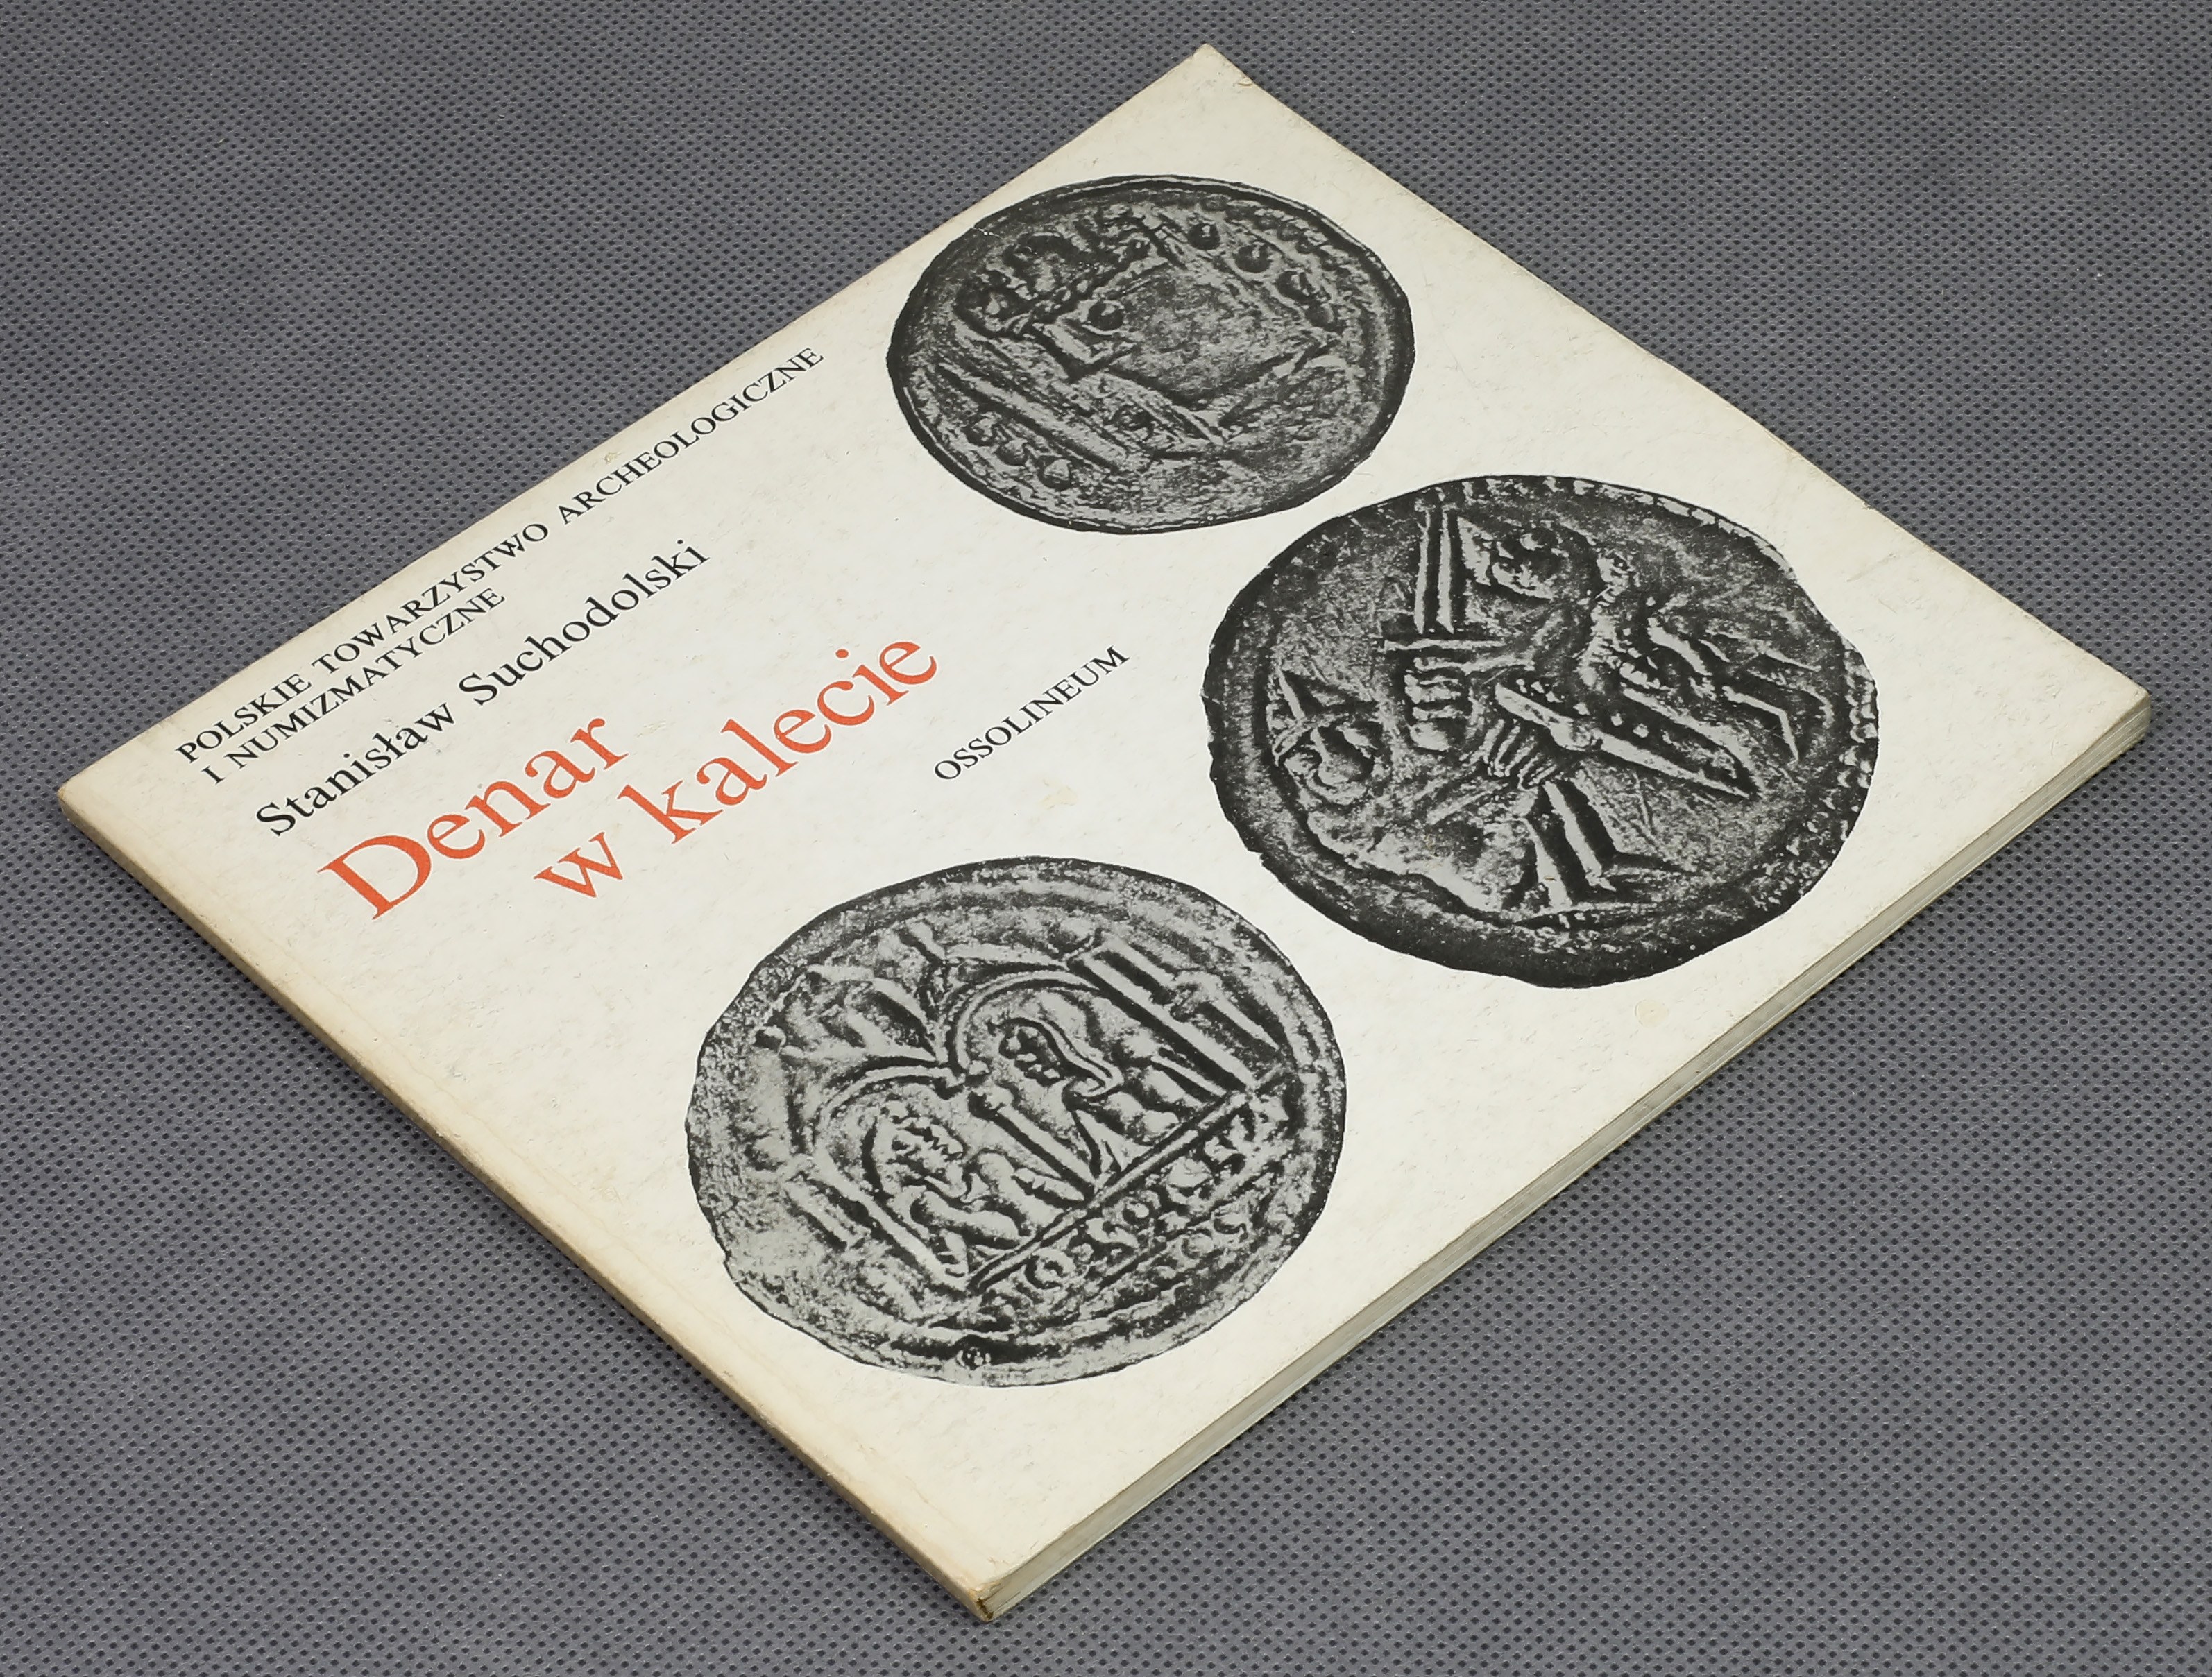 POLSKIE TOWARZYSTWO ARCHEOLOGICZNE
I NUMIZMATYCZNE
Stanisław Suchodolski
Denar
w kalecie
OSSOLINEUM